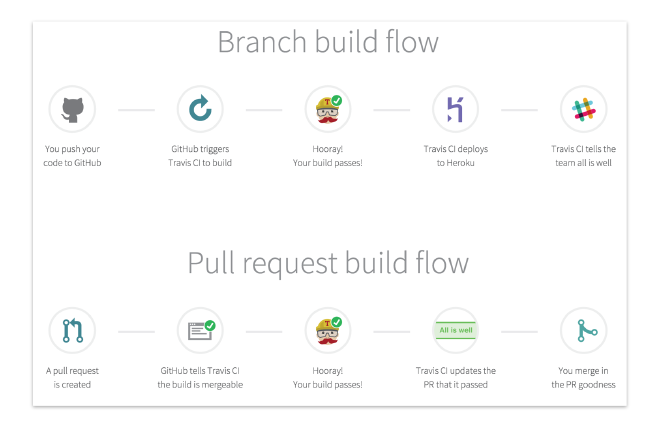 Branch build flow
You push your
code to GitHub
GitHub triggers
Travis CI to build
Hooray!
Your build passes!
Travis CI deploys
to Heroku
Travis CI tells the
team all is well
Pull request build flow
All is well
A pull request
is created
GitHub tells Travis CI
the build is mergeable
Hooray!
Your build passes!
Travis CI updates the
PR that it passed
You merge in
the PR goodness